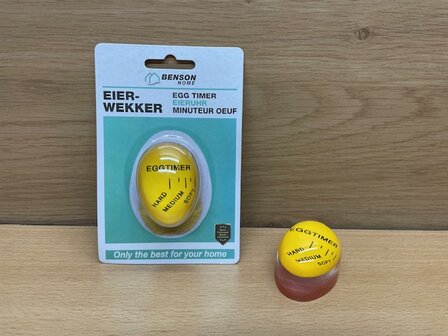 BENSON
HOME
EIER-
WEKKER
EGG TIMER
EIERUHR
MINUTEUR OEUF
EGGTIMER
HARD
MEDIUM
SOFT
Only the best for your home
EGGTIMER
HARD
MEDIUM
SOFT